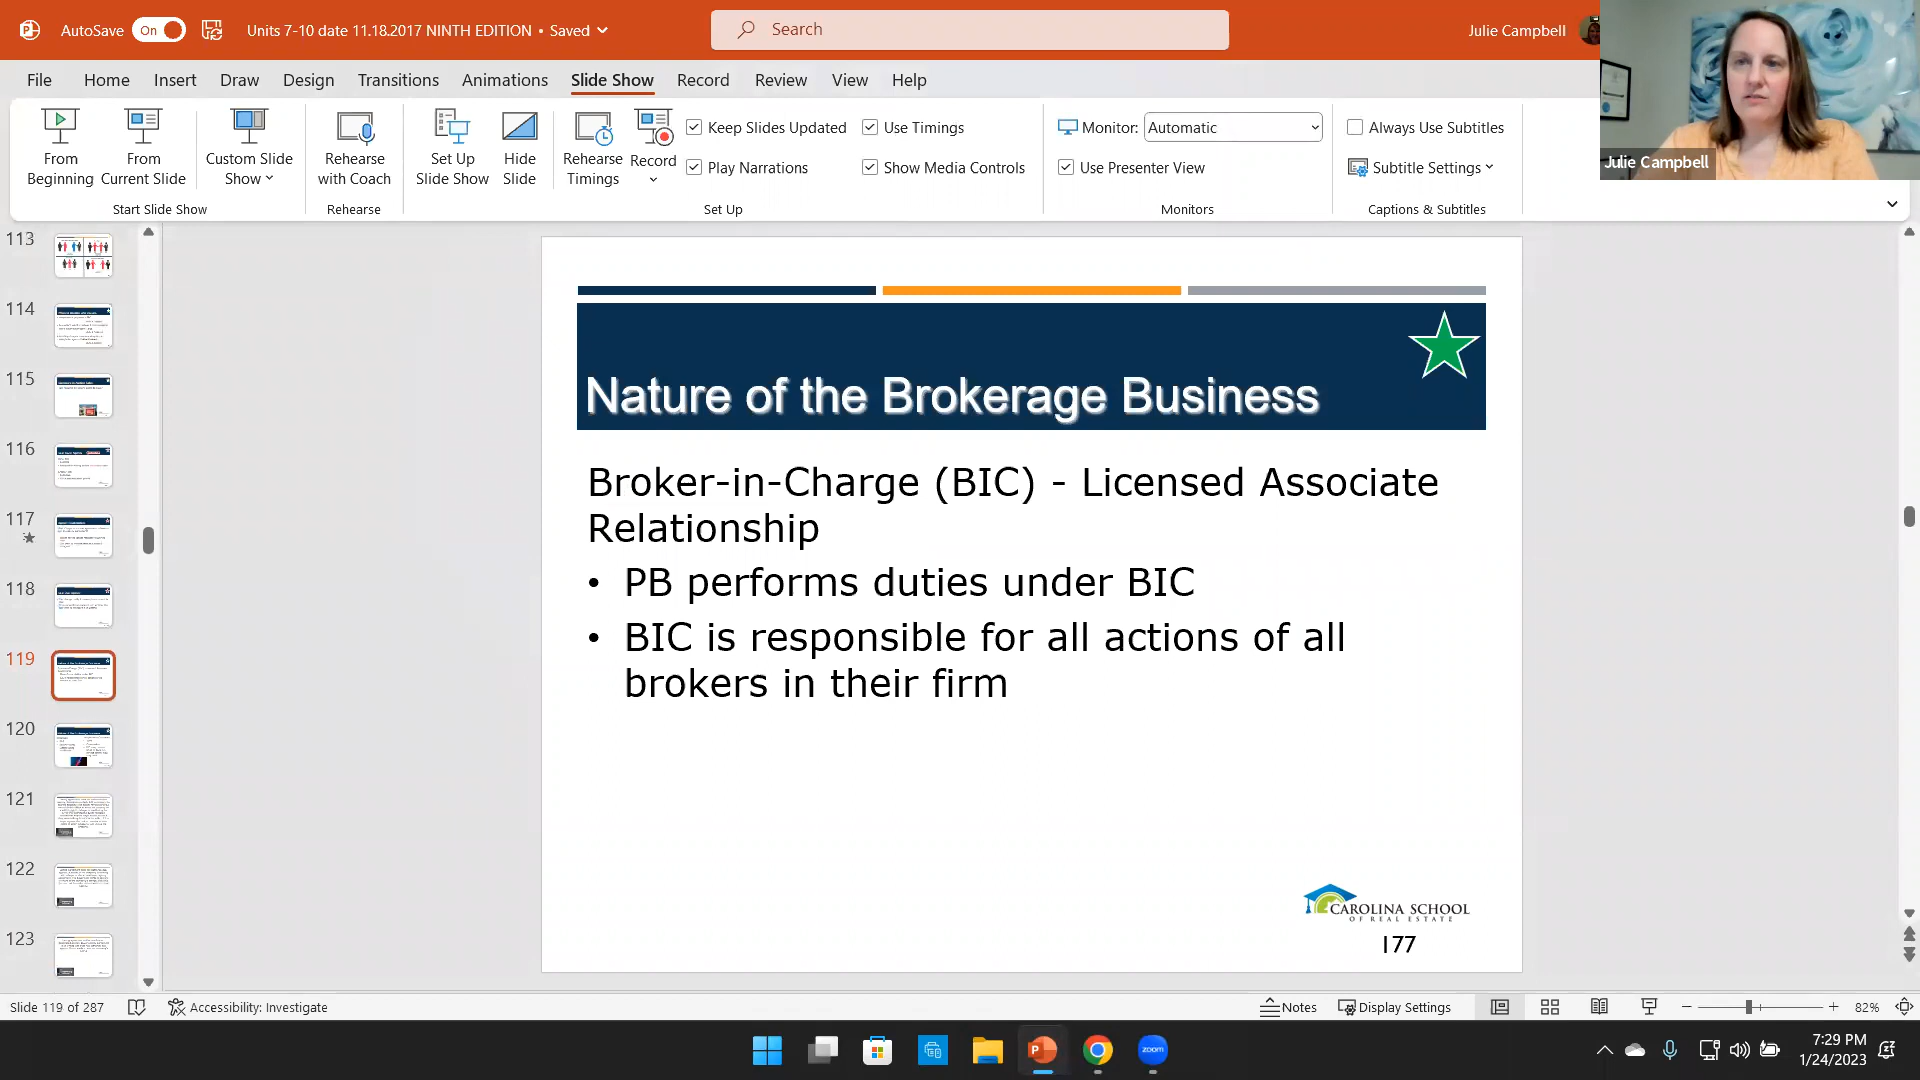 AutoSave On Units 7-10 date 11.18.2017 NINTH EDITION • Saved Search Julie Campbell
File Home Insert Draw Design Transitions Animations Slide Show Record Review View Help
From Beginning
From Current Slide
Custom Slide Show
Start Slide Show
Rehearse with Coach
Rehearse
Set Up Slide Show
Hide Slide
Rehearse Timings
Record
Keep Slides Updated
Play Narrations
Use Timings
Show Media Controls
Set Up
Monitor: Automatic
Use Presenter View
Monitors
Always Use Subtitles
Subtitle Settings
Captions & Subtitles
Julie Campbell
113
114
115
116
117
118
119
120
121
122
123
Nature of the Brokerage Business
Broker-in-Charge (BIC) - Licensed Associate
Relationship
• PB performs duties under BIC
• BIC is responsible for all actions of all
brokers in their firm
CAROLINA SCHOOL
OF REAL ESTATE
177
Slide 119 of 287 Accessibility: Investigate Notes Display Settings 82%
zoom
7:29 PM
1/24/2023